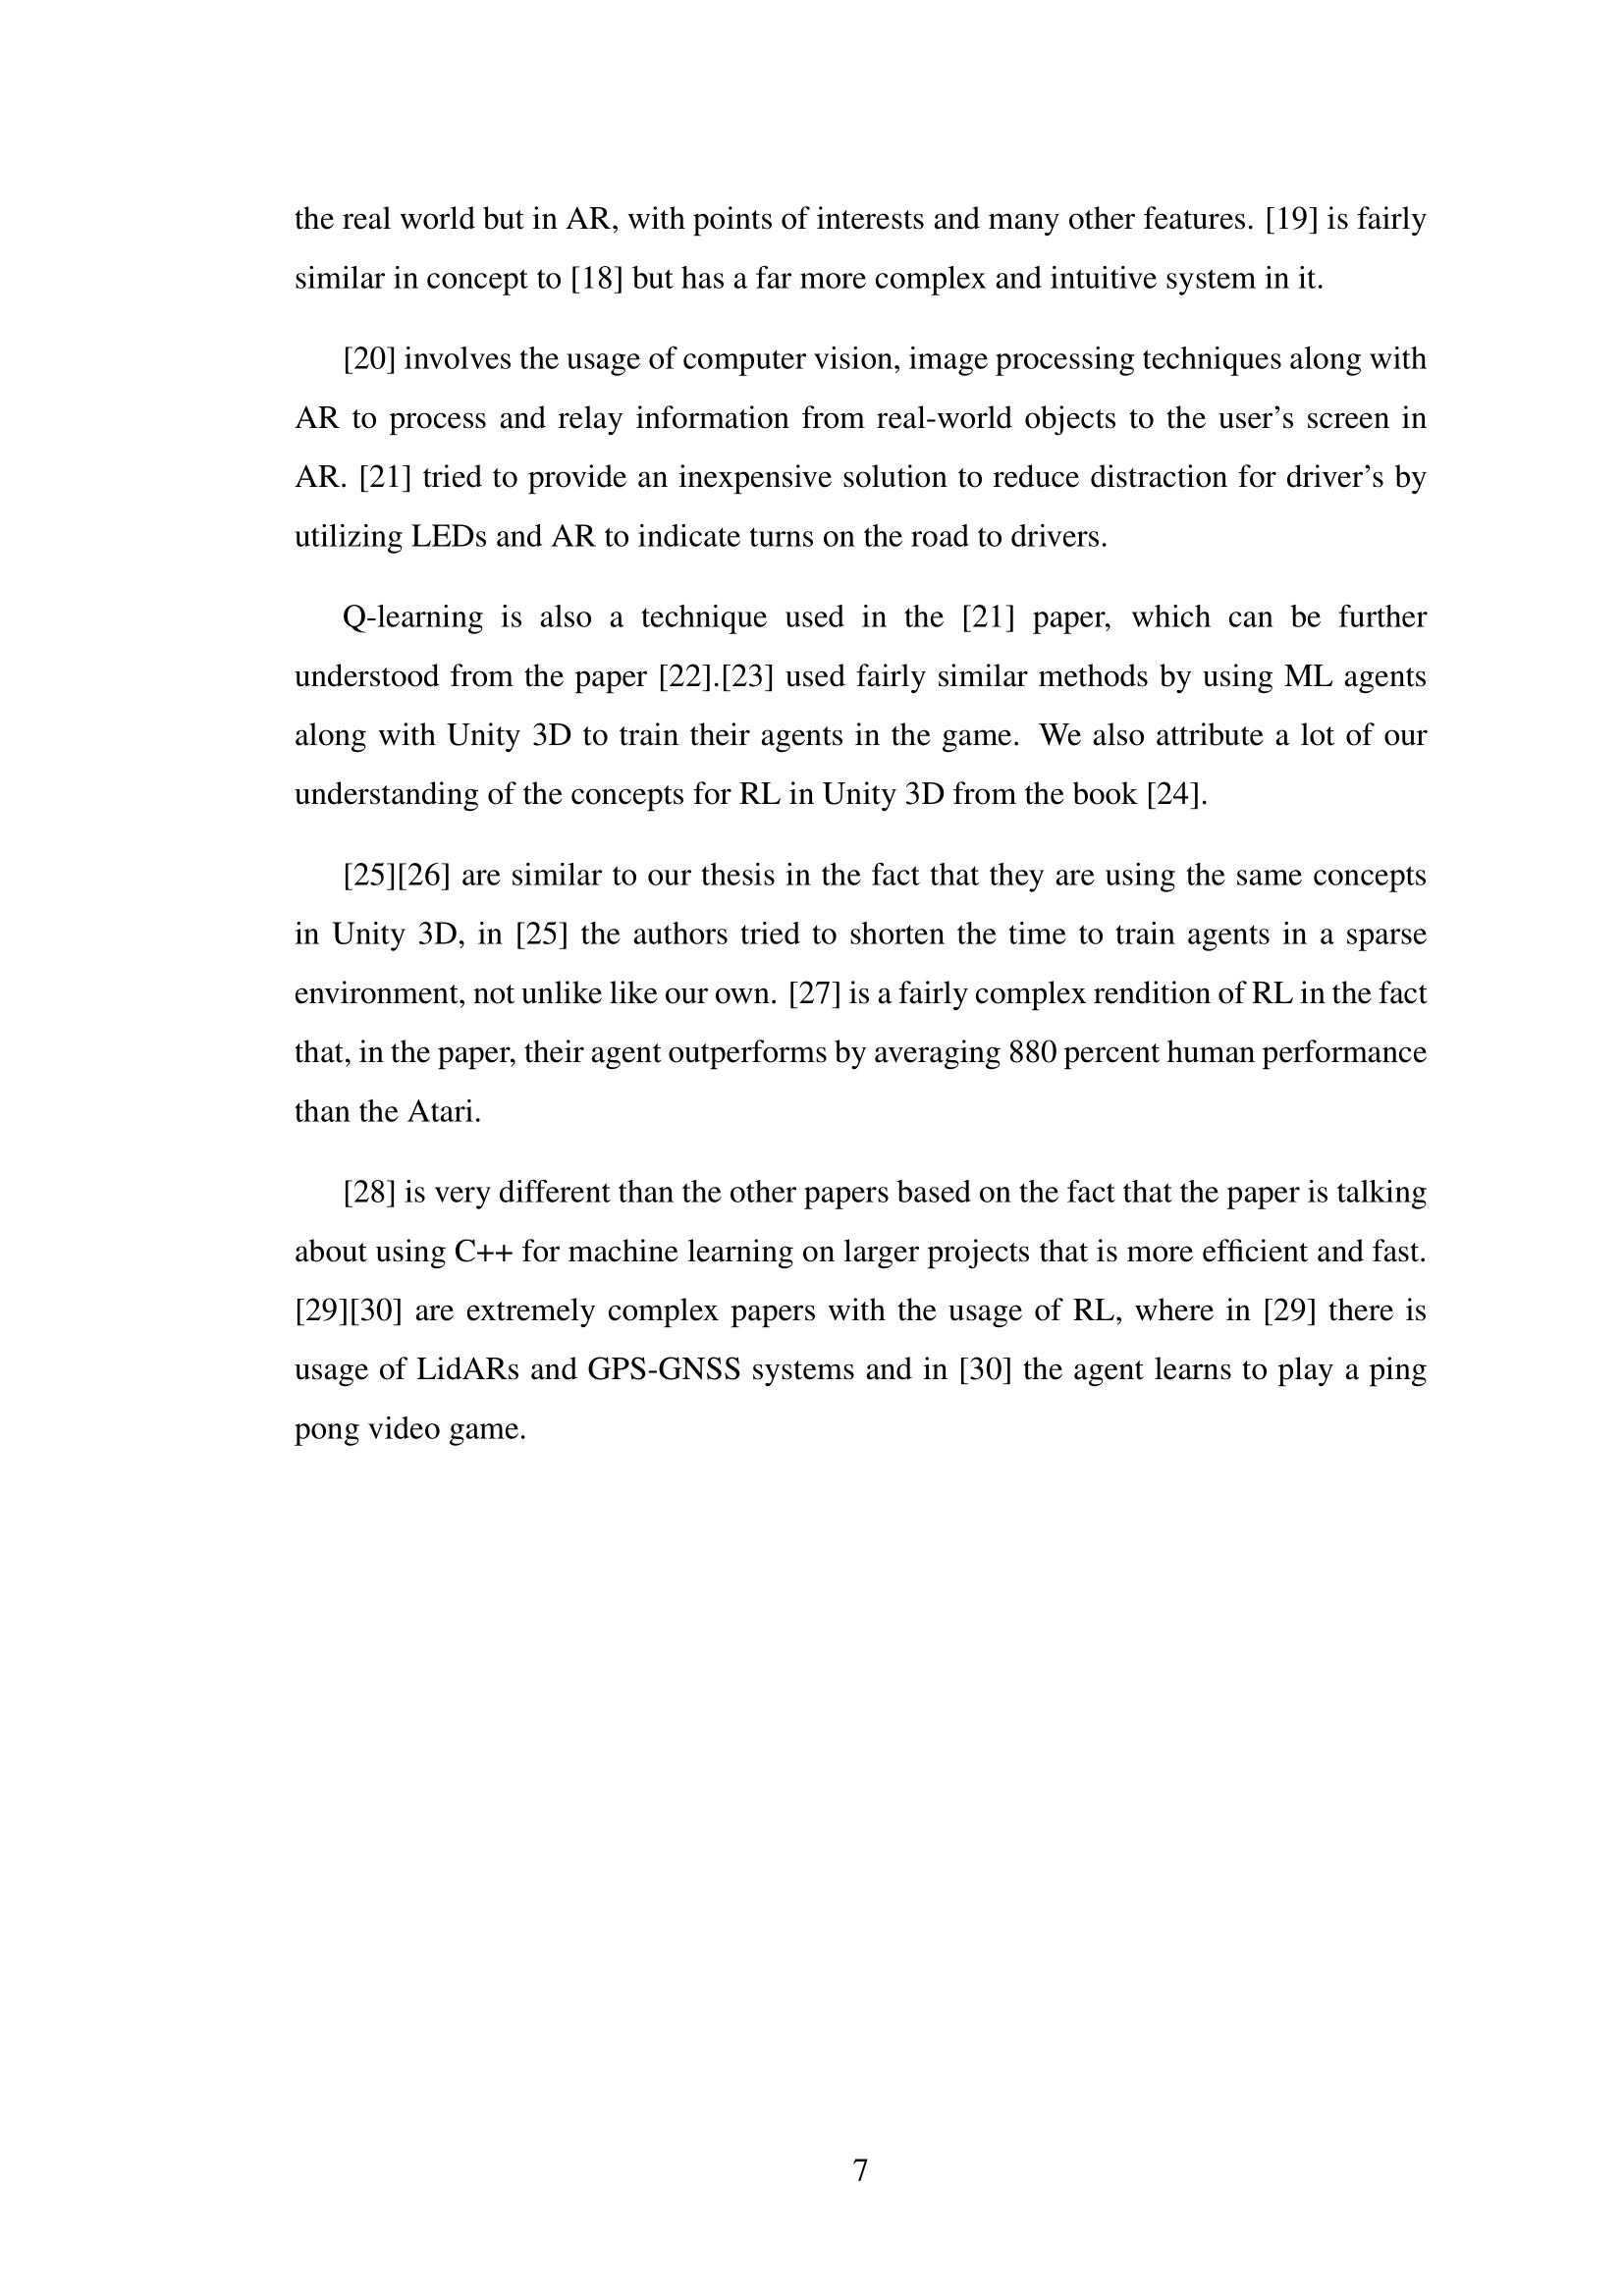 the real world but in AR, with points of interests and many other features. [19] is fairly
similar in concept to [18] but has a far more complex and intuitive system in it.
[20] involves the usage of computer vision, image processing techniques along with
AR to process and relay information from real-world objects to the user's screen in
AR. [21] tried to provide an inexpensive solution to reduce distraction for driver's by
utilizing LEDs and AR to indicate turns on the road to drivers.
Q-learning is also a technique used in the [21] paper, which can be further
understood from the paper [22].[23] used fairly similar methods by using ML agents
along with Unity 3D to train their agents in the game. We also attribute a lot of our
understanding of the concepts for RL in Unity 3D from the book [24].
[25][26] are similar to our thesis in the fact that they are using the same concepts
in Unity 3D, in [25] the authors tried to shorten the time to train agents in a sparse
environment, not unlike like our own. [27] is a fairly complex rendition of RL in the fact
that, in the paper, their agent outperforms by averaging 880 percent human performance
than the Atari.
[28] is very different than the other papers based on the fact that the paper is talking
about using C++ for machine learning on larger projects that is more efficient and fast.
[29][30] are extremely complex papers with the usage of RL, where in [29] there is
usage of LidARs and GPS-GNSS systems and in [30] the agent learns to play a ping
pong video game.
7